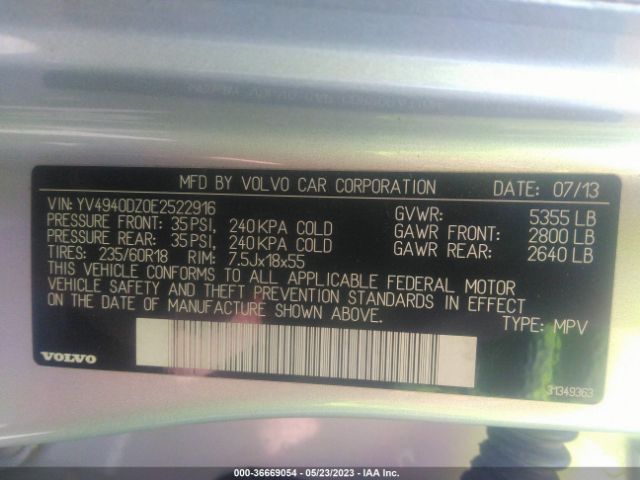 MFD BY VOLVO CAR CORPORATION DATE: 07/13
VIN: YV4940DZ0E2522916 GVWR: 5355 LB
PRESSURE FRONT: 35 PSI, 240 KPA COLD GAWR FRONT: 2800 LB
PRESSURE REAR: 35 PSI, 240 KPA COLD GAWR REAR: 2640 LB
TIRES: 235/60R18 RIM: 7.5Jx18x55
THIS VEHICLE CONFORMS TO ALL APPLICABLE FEDERAL MOTOR
VEHICLE SAFETY AND THEFT PREVENTION STANDARDS IN EFFECT
ON THE DATE OF MANUFACTURE SHOWN ABOVE.
TYPE: MPV
VOLVO
31349363
000-36669054 - 05/23/2023 - IAA Inc.